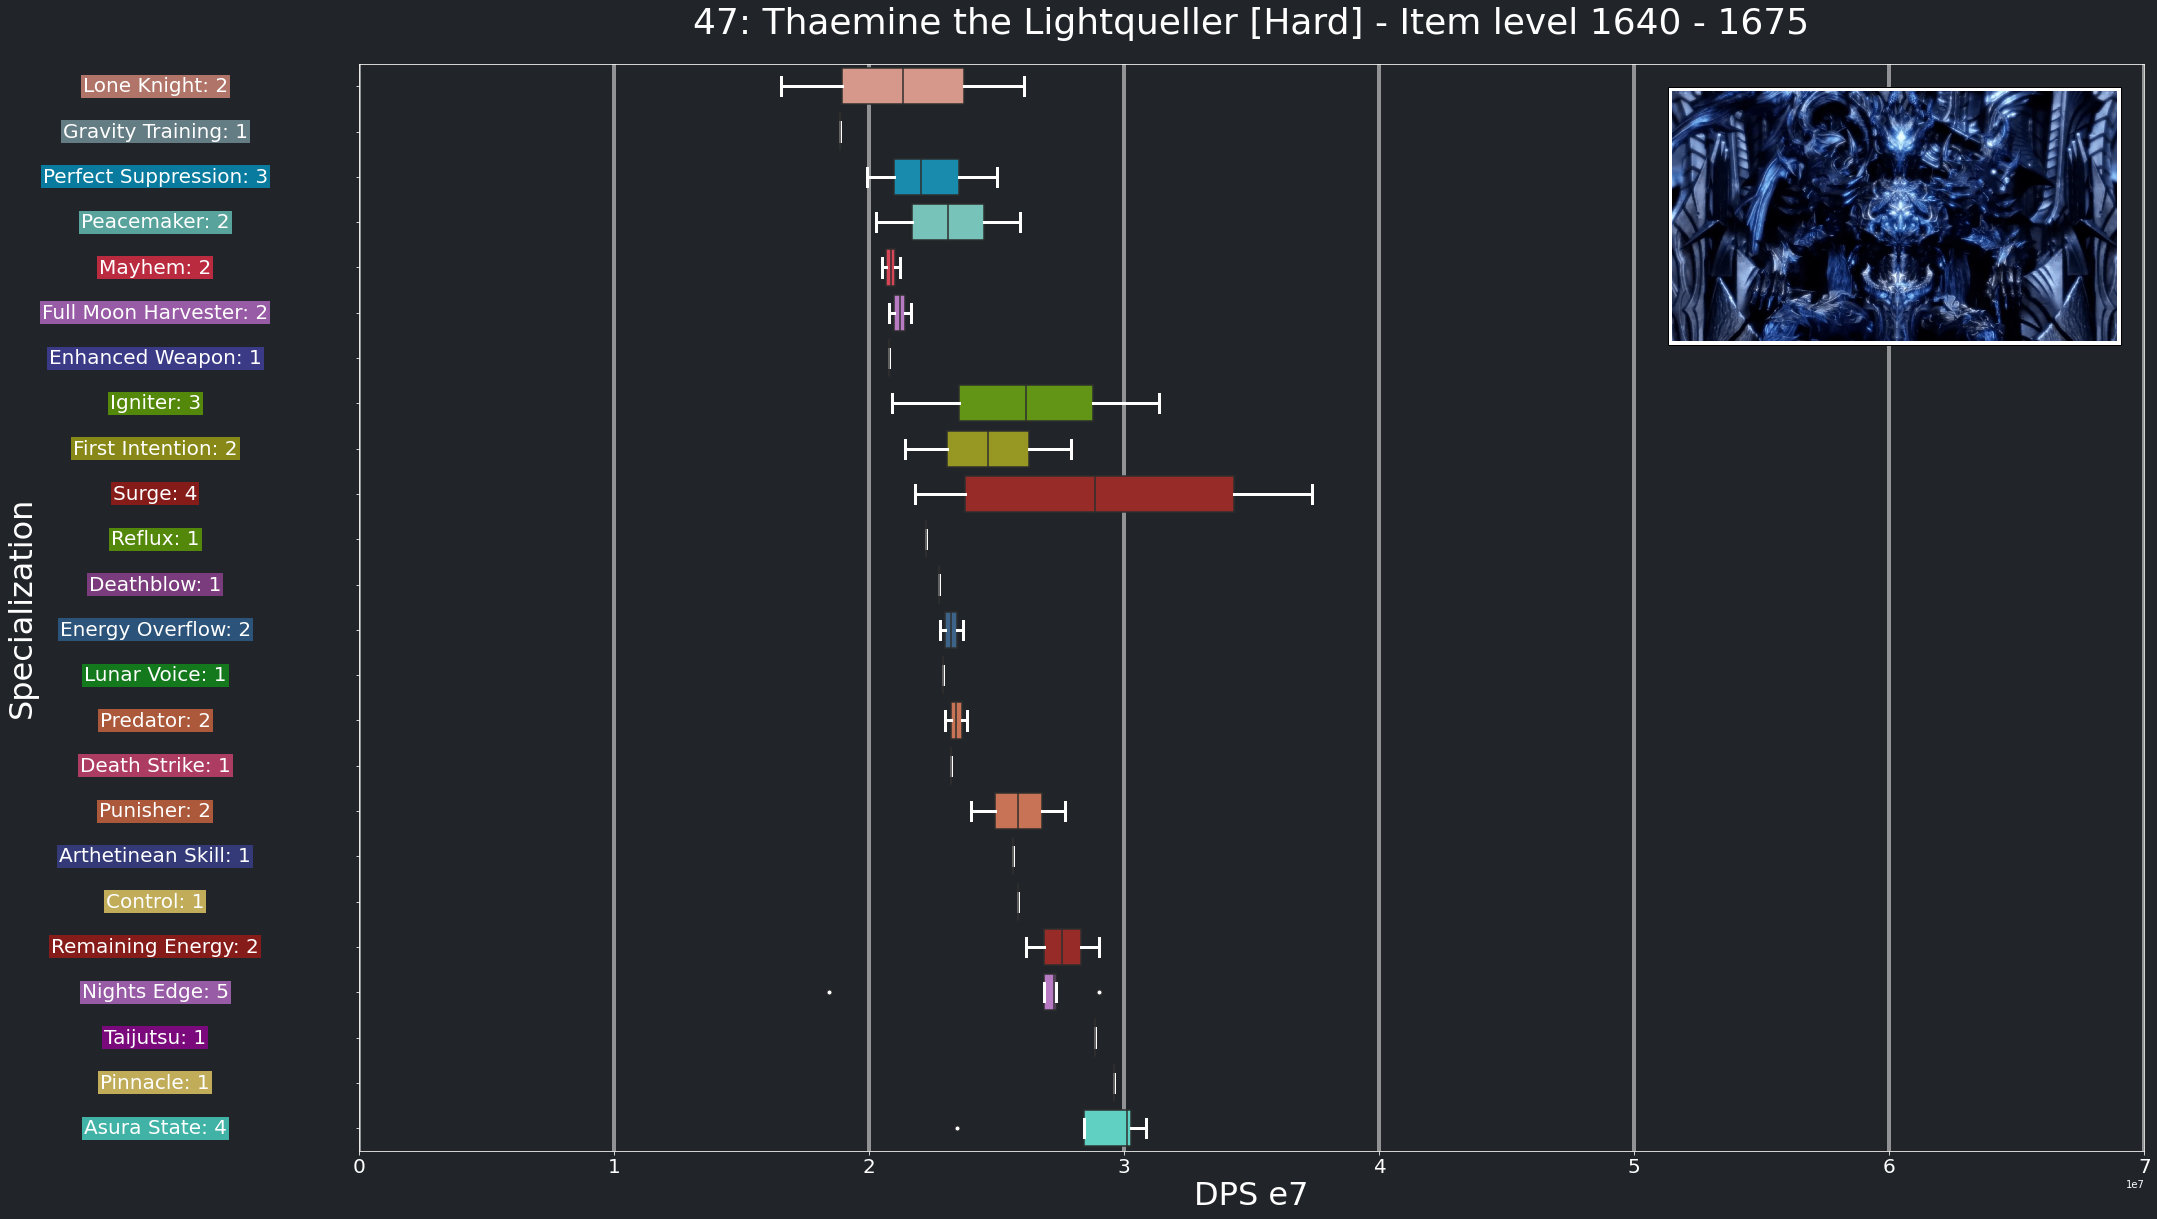 47: Thaemine the Lightqueller [Hard] - Item level 1640 - 1675
Specialization
Lone Knight: 2
Gravity Training: 1
Perfect Suppression: 3
Peacemaker: 2
Mayhem: 2
Full Moon Harvester: 2
Enhanced Weapon: 1
Igniter: 3
First Intention: 2
Surge: 4
Reflux: 1
Deathblow: 1
Energy Overflow: 2
Lunar Voice: 1
Predator: 2
Death Strike: 1
Punisher: 2
Arthetinean Skill: 1
Control: 1
Remaining Energy: 2
Nights Edge: 5
Taijutsu: 1
Pinnacle: 1
Asura State: 4
0 1 2 3 4 5 6 7
1e7
DPS e7